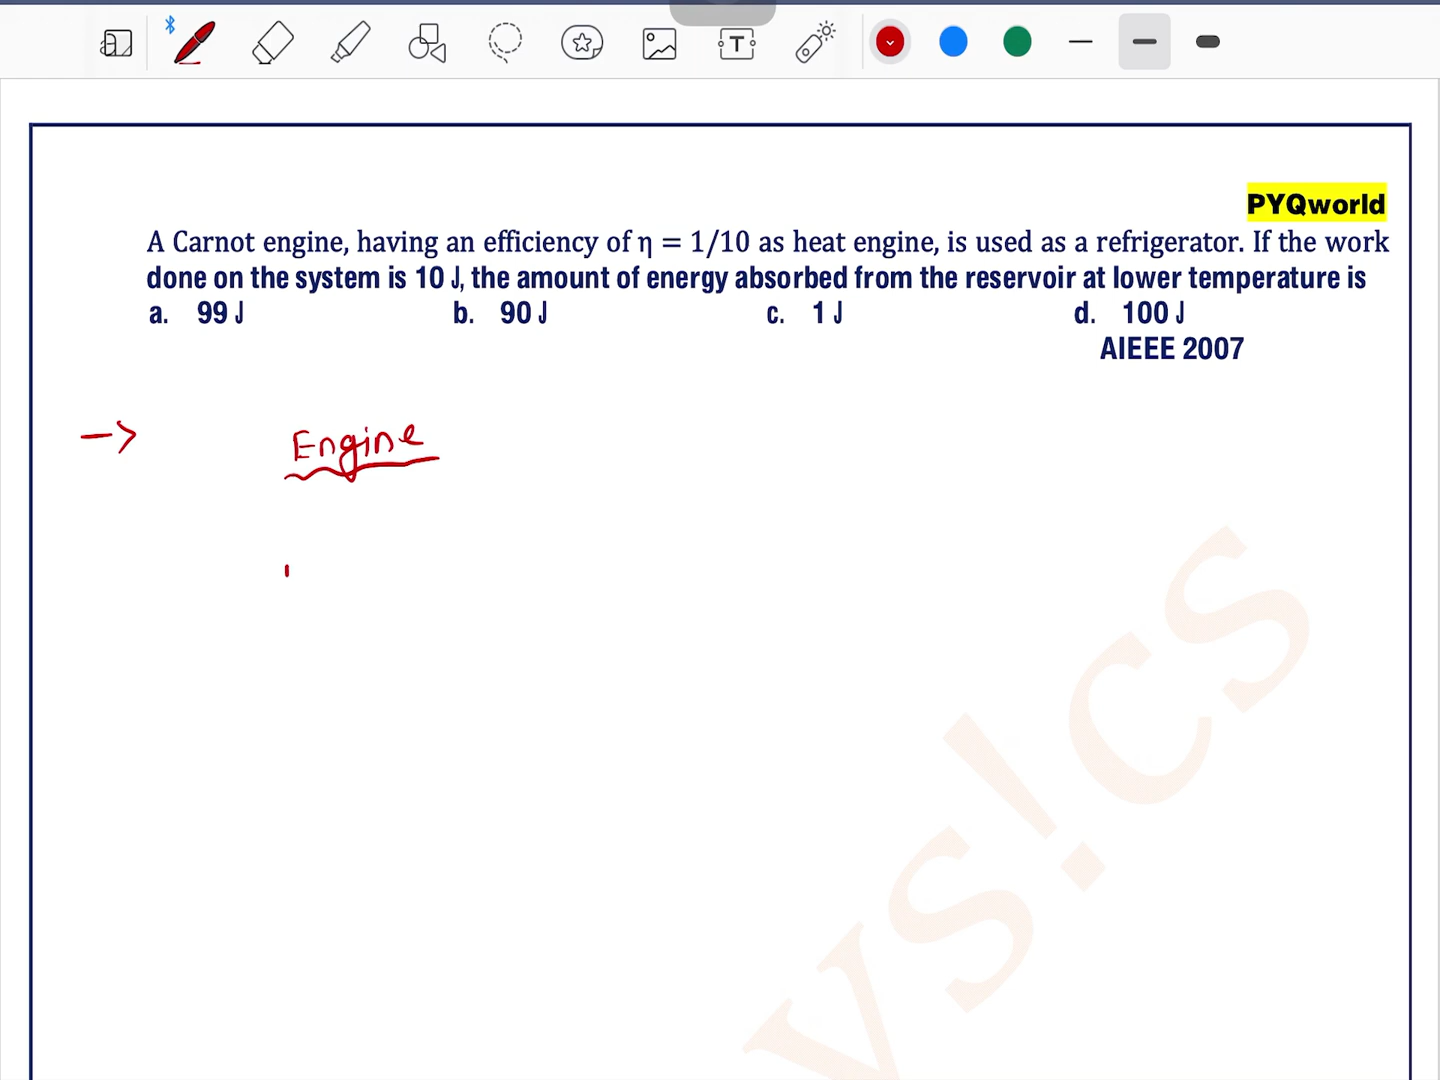 PYQworld
A Carnot engine, having an efficiency of η = 1/10 as heat engine, is used as a refrigerator. If the work
done on the system is 10 J, the amount of energy absorbed from the reservoir at lower temperature is
a. 99 J b. 90 J c. 1 J d. 100 J
AIEEE 2007
→ Engine
ys!cs